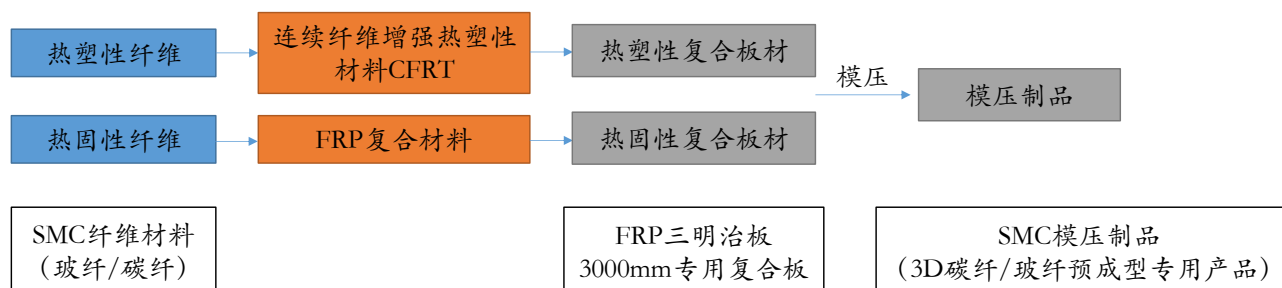 热塑性纤维
连续纤维增强热塑性
材料CFRT
热塑性复合板材
模压
模压制品
热固性纤维
FRP复合材料
热固性复合板材
SMC纤维材料
（玻纤/碳纤）
FRP三明治板
3000mm专用复合板
SMC模压制品
（3D碳纤/玻纤预成型专用产品）